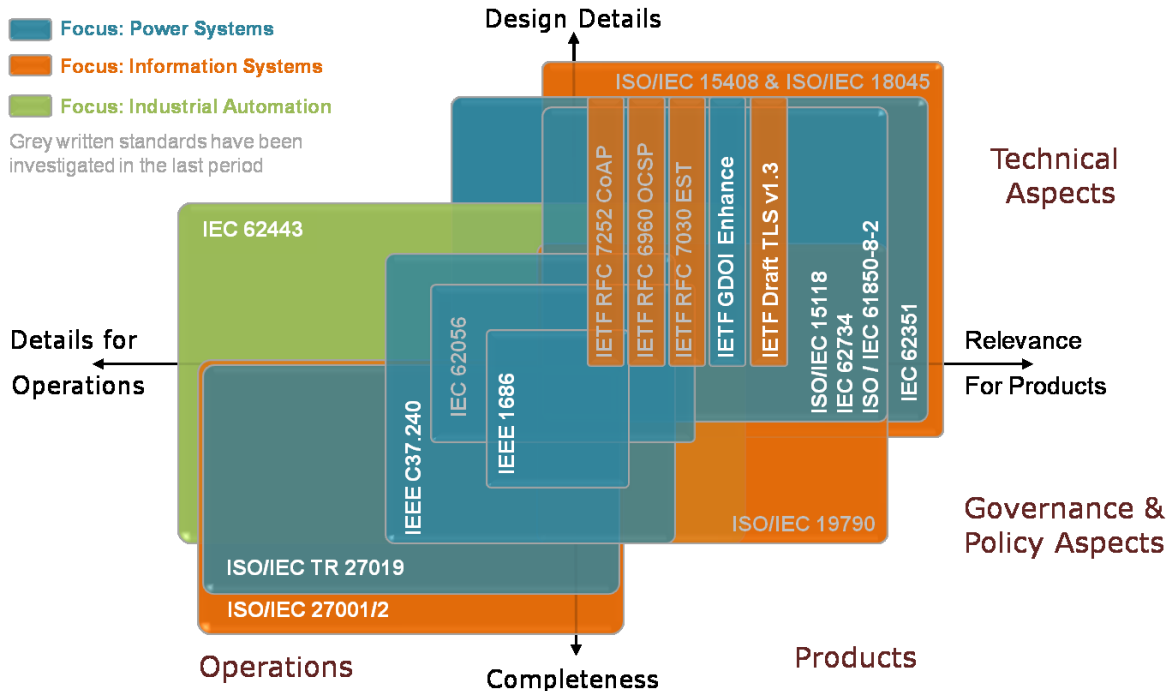 Design Details
Focus: Power Systems
Focus: Information Systems
Focus: Industrial Automation
Grey written standards have been
investigated in the last period
ISO/IEC 15408 & ISO/IEC 18045
Technical
Aspects
IETF RFC 7252 CoAP
IETF RFC 6960 OCSP
IETF RFC 7030 EST
IETF GDOI Enhance
IETF Draft TLS v1.3
IEC 62443
ISO/IEC 15118
IEC 62734
ISO / IEC 61850-8-2
IEC 62351
Details for
Operations
Relevance
For Products
IEEE C37.240
IEC 62056
IEEE 1686
ISO/IEC 19790
Governance &
Policy Aspects
ISO/IEC TR 27019
ISO/IEC 27001/2
Operations
Completeness
Products